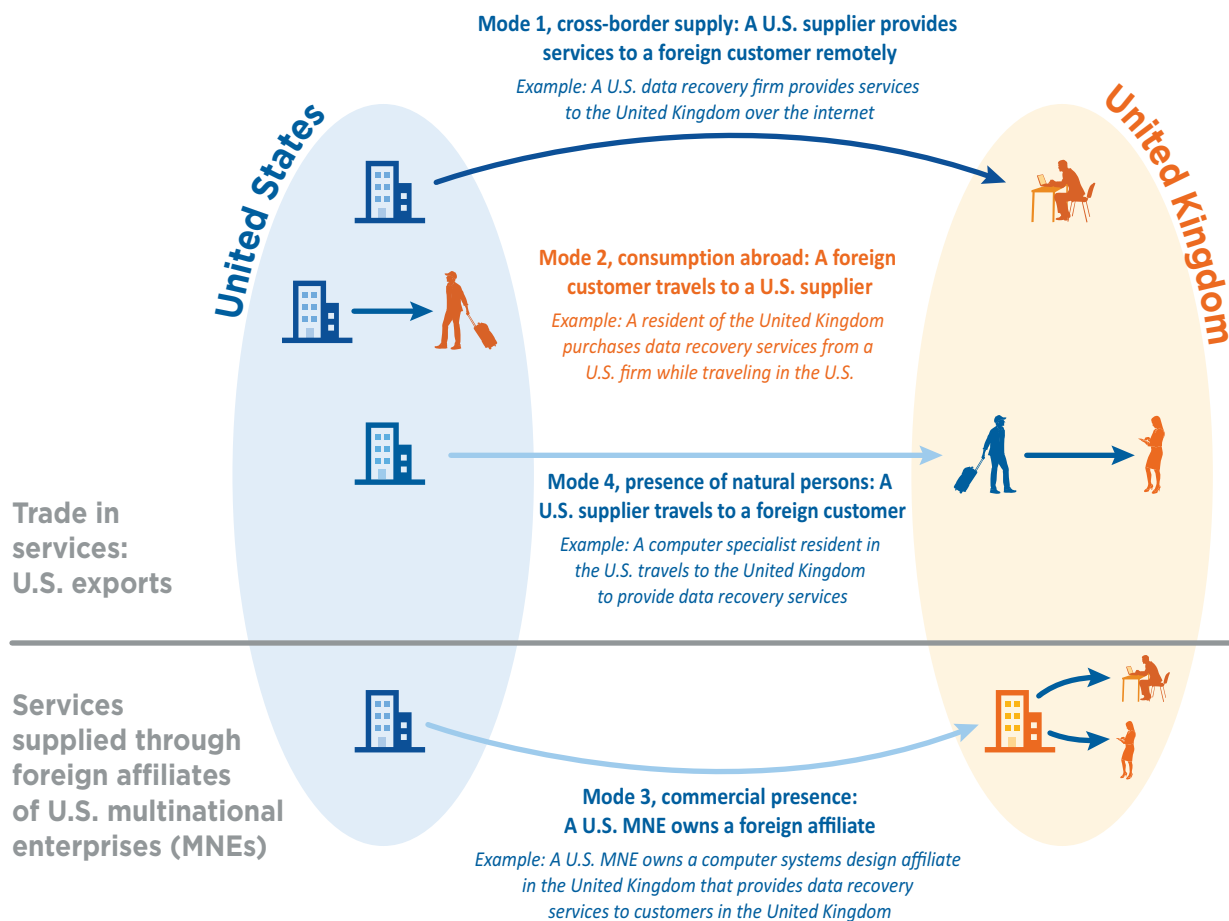 Mode 1, cross-border supply: A U.S. supplier provides
services to a foreign customer remotely
Example: A U.S. data recovery firm provides services
to the United Kingdom over the internet
United States
United Kingdom
Mode 2, consumption abroad: A foreign
customer travels to a U.S. supplier
Example: A resident of the United Kingdom
purchases data recovery services from a
U.S. firm while traveling in the U.S.
Mode 4, presence of natural persons: A
U.S. supplier travels to a foreign customer
Example: A computer specialist resident in
the U.S. travels to the United Kingdom
to provide data recovery services
Trade in
services:
U.S. exports
Services
supplied through
foreign affiliates
of U.S. multinational
enterprises (MNEs)
Mode 3, commercial presence:
A U.S. MNE owns a foreign affiliate
Example: A U.S. MNE owns a computer systems design affiliate
in the United Kingdom that provides data recovery
services to customers in the United Kingdom